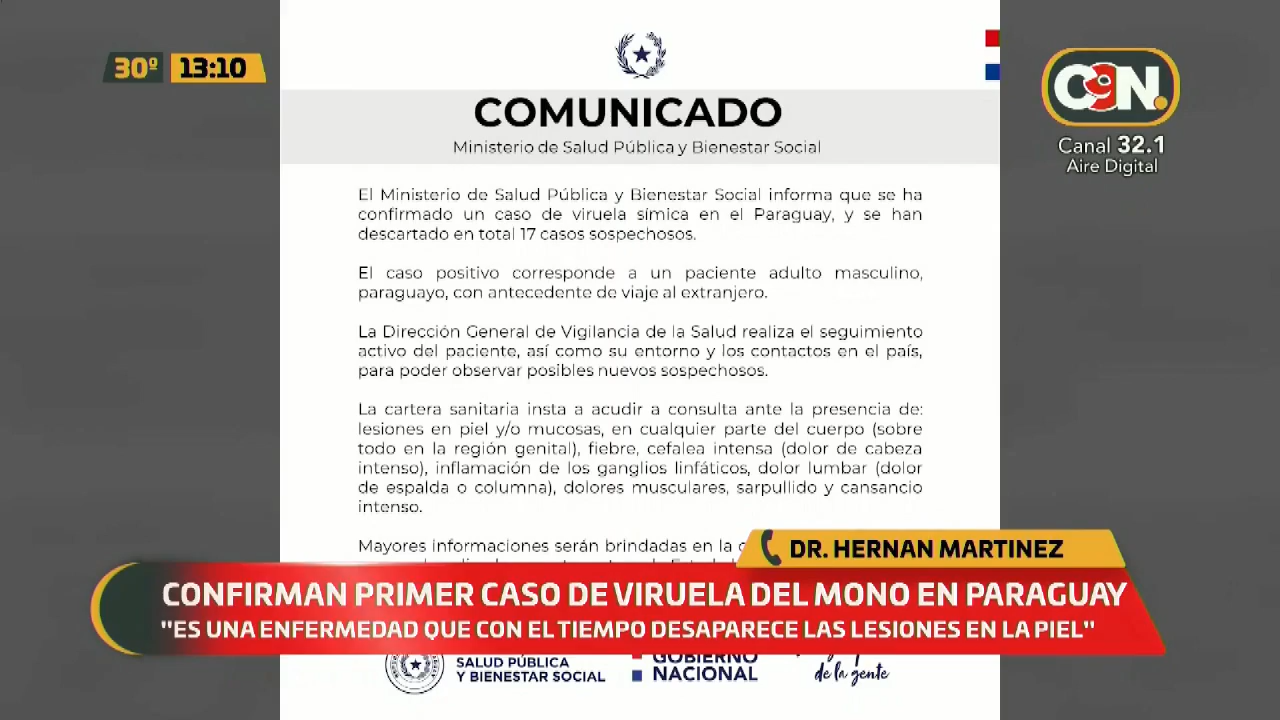 30º 13:10
C9N.
Canal 32.1
Aire Digital
COMUNICADO
Ministerio de Salud Pública y Bienestar Social
El Ministerio de Salud Pública y Bienestar Social informa que se ha
confirmado un caso de viruela símica en el Paraguay, y se han
descartado en total 17 casos sospechosos.
El caso positivo corresponde a un paciente adulto masculino,
paraguayo, con antecedente de viaje al extranjero.
La Dirección General de Vigilancia de la Salud realiza el seguimiento
activo del paciente, así como su entorno y los contactos en el país,
para poder observar posibles nuevos sospechosos.
La cartera sanitaria insta a acudir a consulta ante la presencia de:
lesiones en piel y/o mucosas, en cualquier parte del cuerpo (sobre
todo en la región genital), fiebre, cefalea intensa (dolor de cabeza
intenso), inflamación de los ganglios linfáticos, dolor lumbar (dolor
de espalda o columna), dolores musculares, sarpullido y cansancio
intenso.
Mayores informaciones serán brindadas en la
DR. HERNAN MARTINEZ
CONFIRMAN PRIMER CASO DE VIRUELA DEL MONO EN PARAGUAY
"ES UNA ENFERMEDAD QUE CON EL TIEMPO DESAPARECE LAS LESIONES EN LA PIEL"
SALUD PÚBLICA
Y BIENESTAR SOCIAL
GOBIERNO
NACIONAL
de la gente